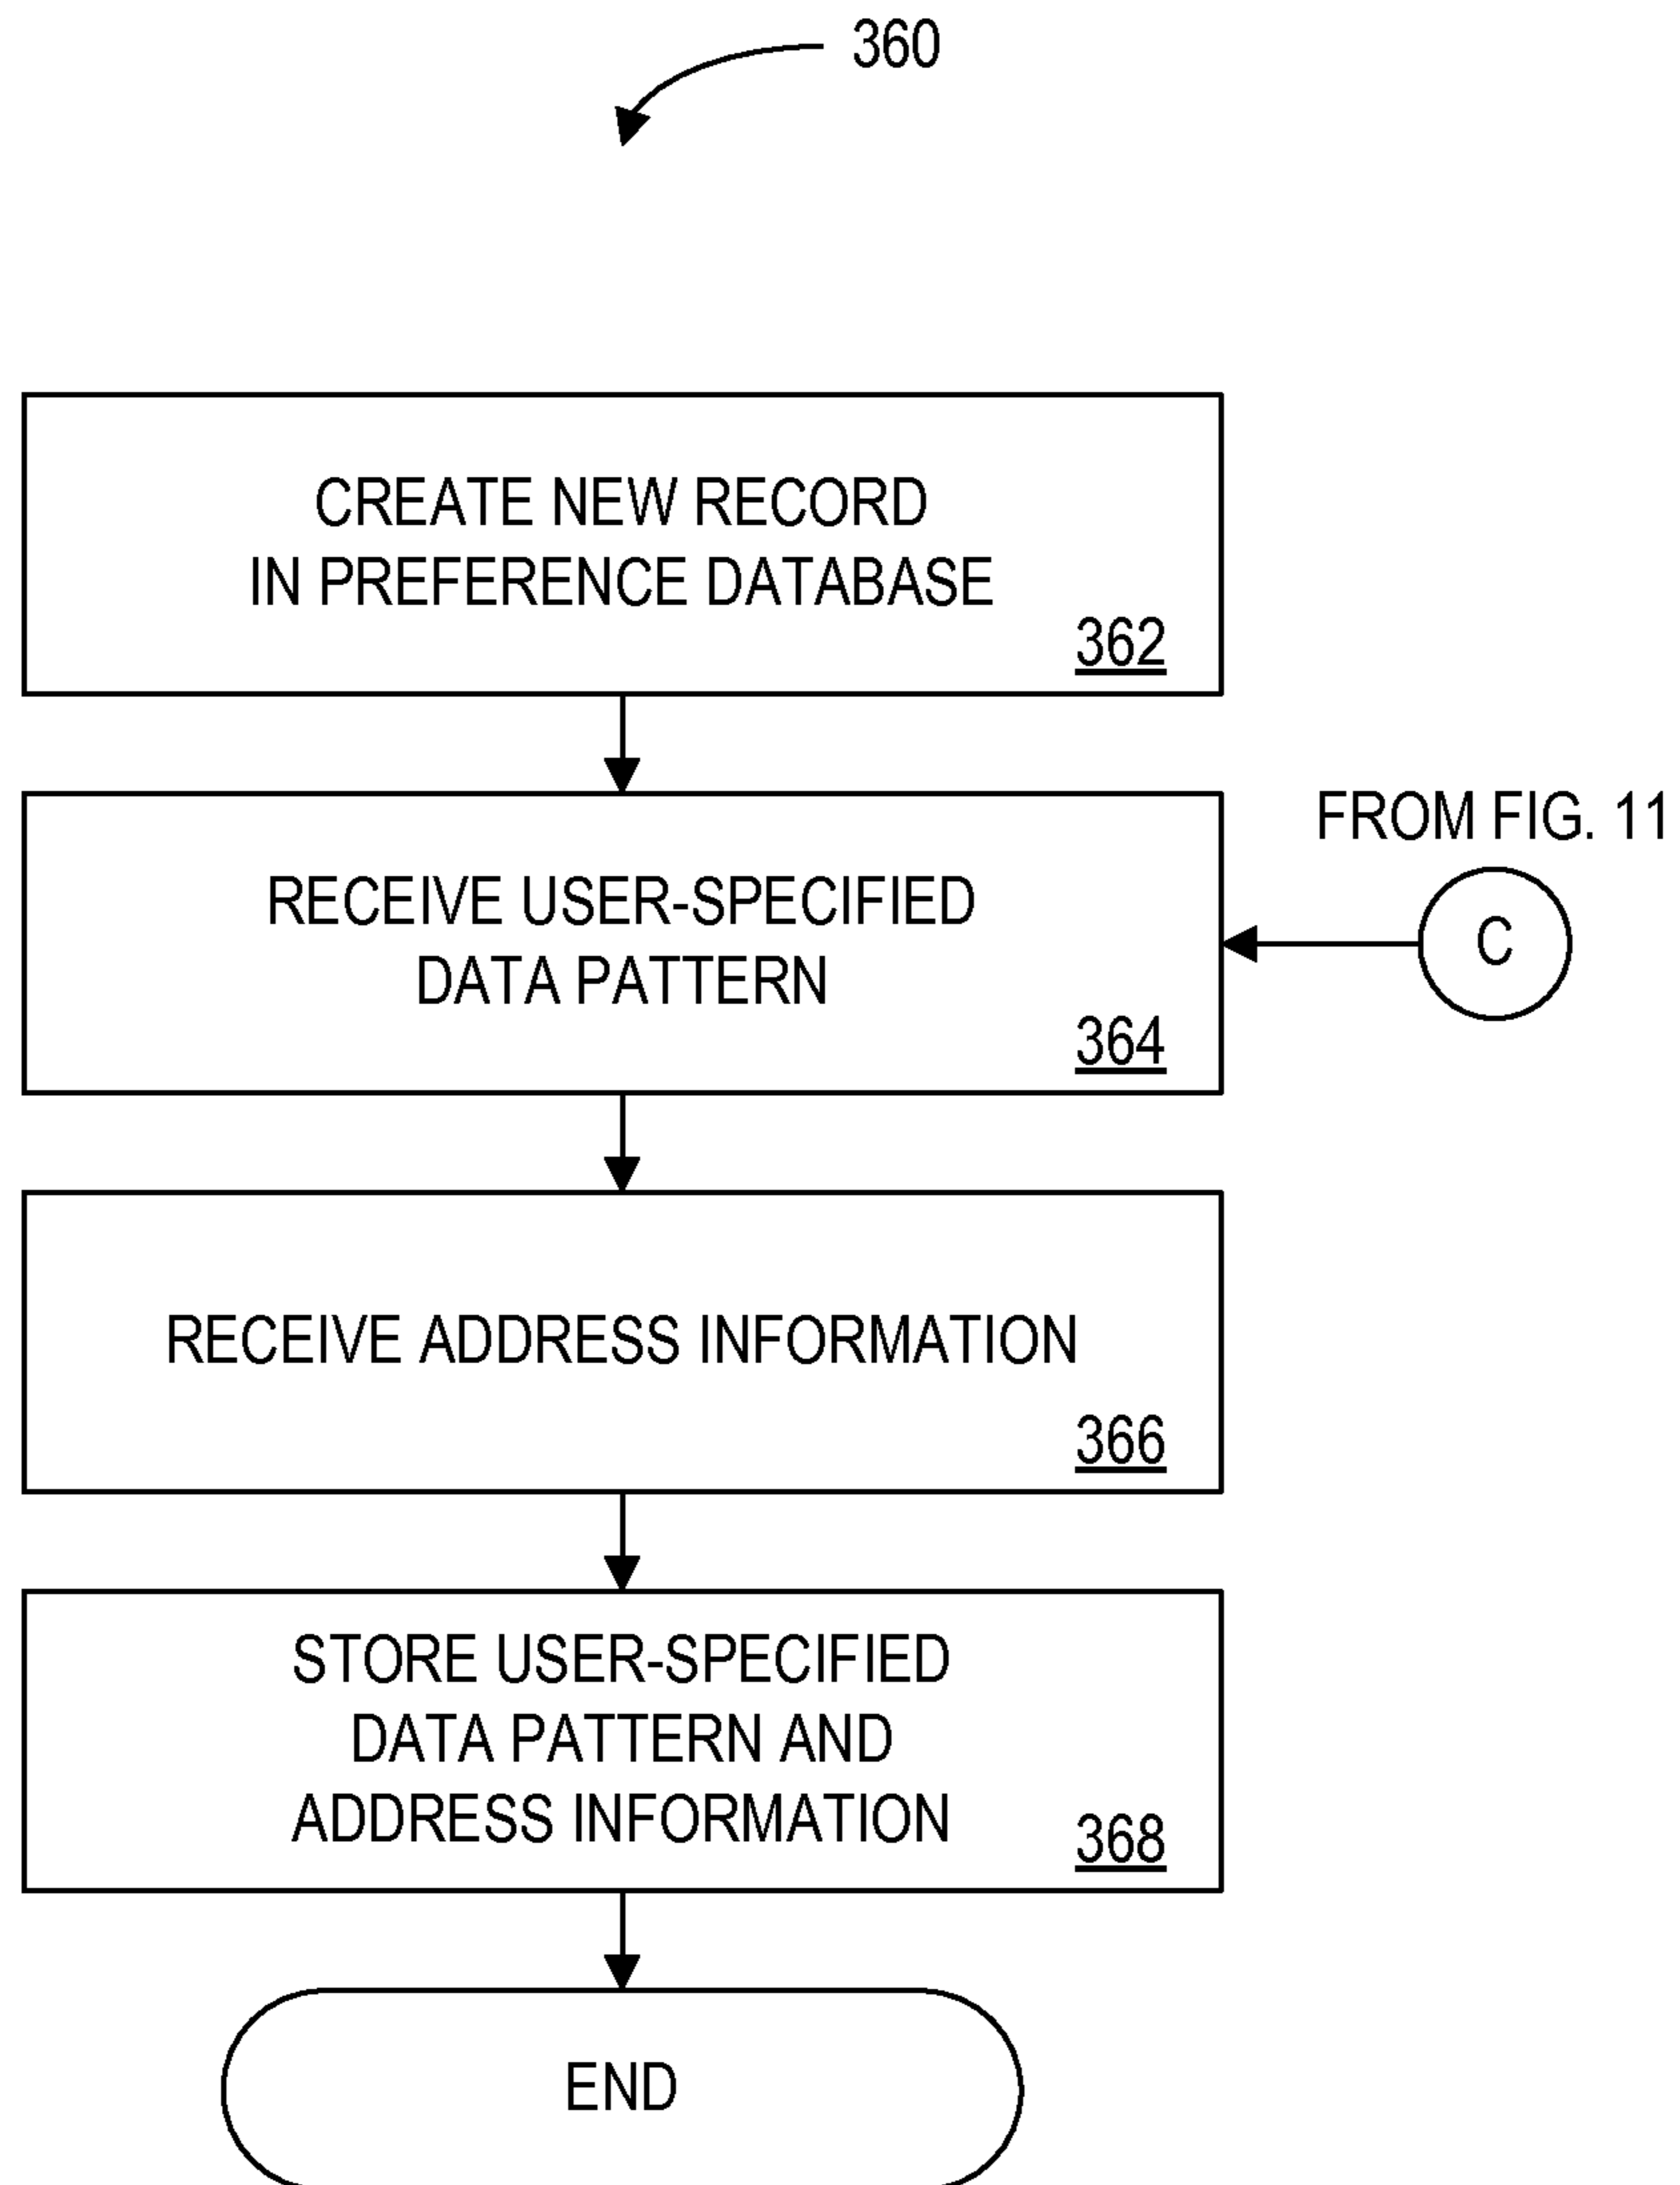 360
CREATE NEW RECORD
IN PREFERENCE DATABASE
362
FROM FIG. 11
RECEIVE USER-SPECIFIED
DATA PATTERN
C
364
RECEIVE ADDRESS INFORMATION
366
STORE USER-SPECIFIED
DATA PATTERN AND
ADDRESS INFORMATION
368
END